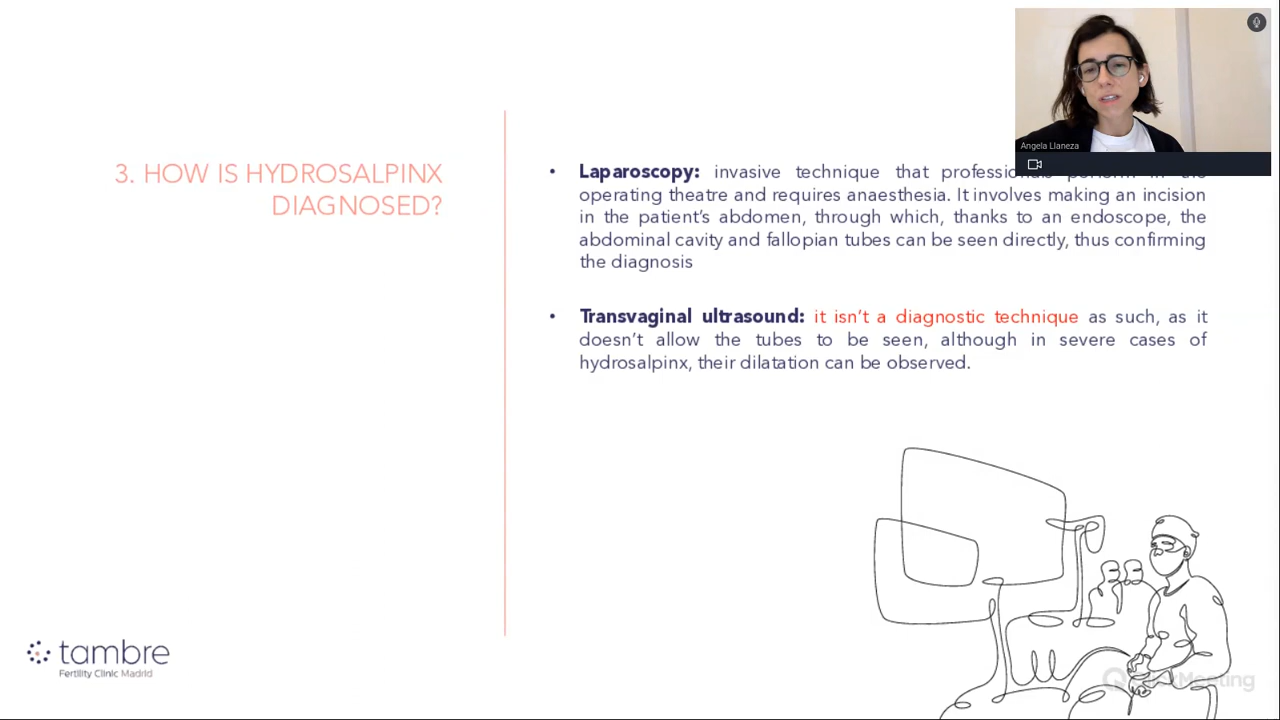 3. HOW IS HYDROSALPINX
DIAGNOSED?
Angela Llaneza
• Laparoscopy: invasive technique that professionals perform in the
operating theatre and requires anaesthesia. It involves making an incision
in the patient's abdomen, through which, thanks to an endoscope, the
abdominal cavity and fallopian tubes can be seen directly, thus confirming
the diagnosis
• Transvaginal ultrasound: it isn't a diagnostic technique as such, as it
doesn't allow the tubes to be seen, although in severe cases of
hydrosalpinx, their dilatation can be observed.
tambre
Fertility Clinic Madrid
ClickMeeting